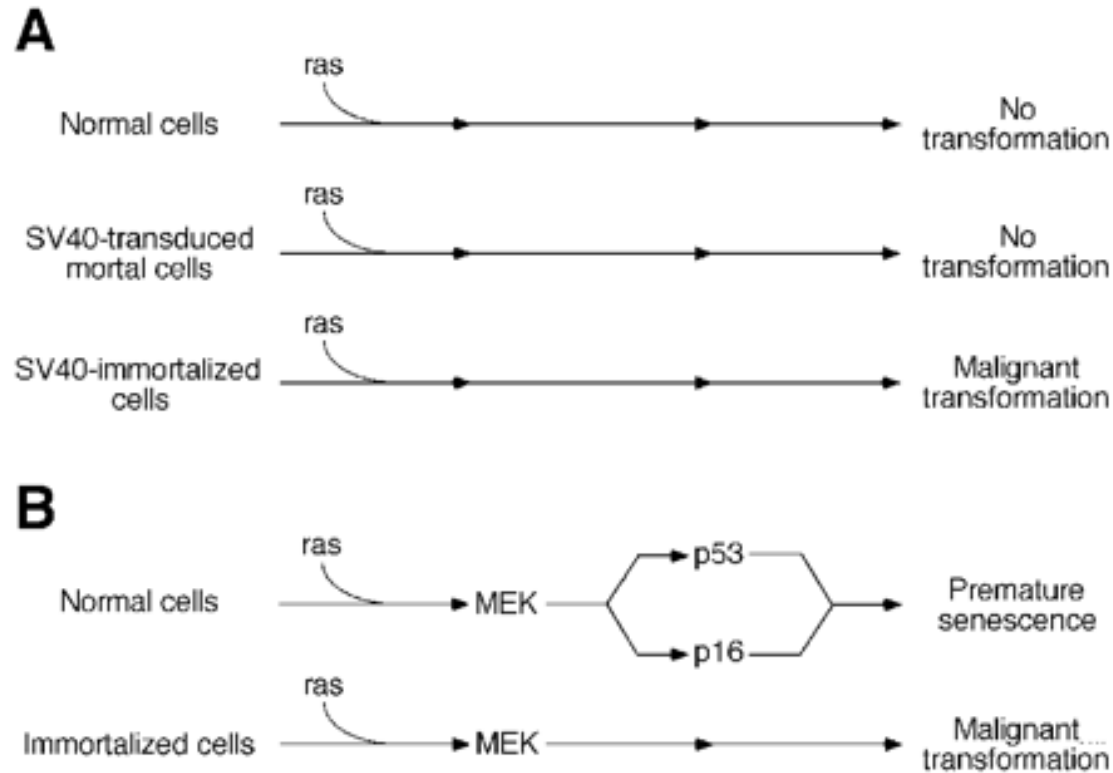 A
ras
Normal cells
No
transformation
ras
SV40-transduced
mortal cells
No
transformation
ras
SV40-immortalized
cells
Malignant
transformation
B
ras
Normal cells
MEK
p53
p16
Premature
senescence
ras
Immortalized cells
MEK
Malignant
transformation